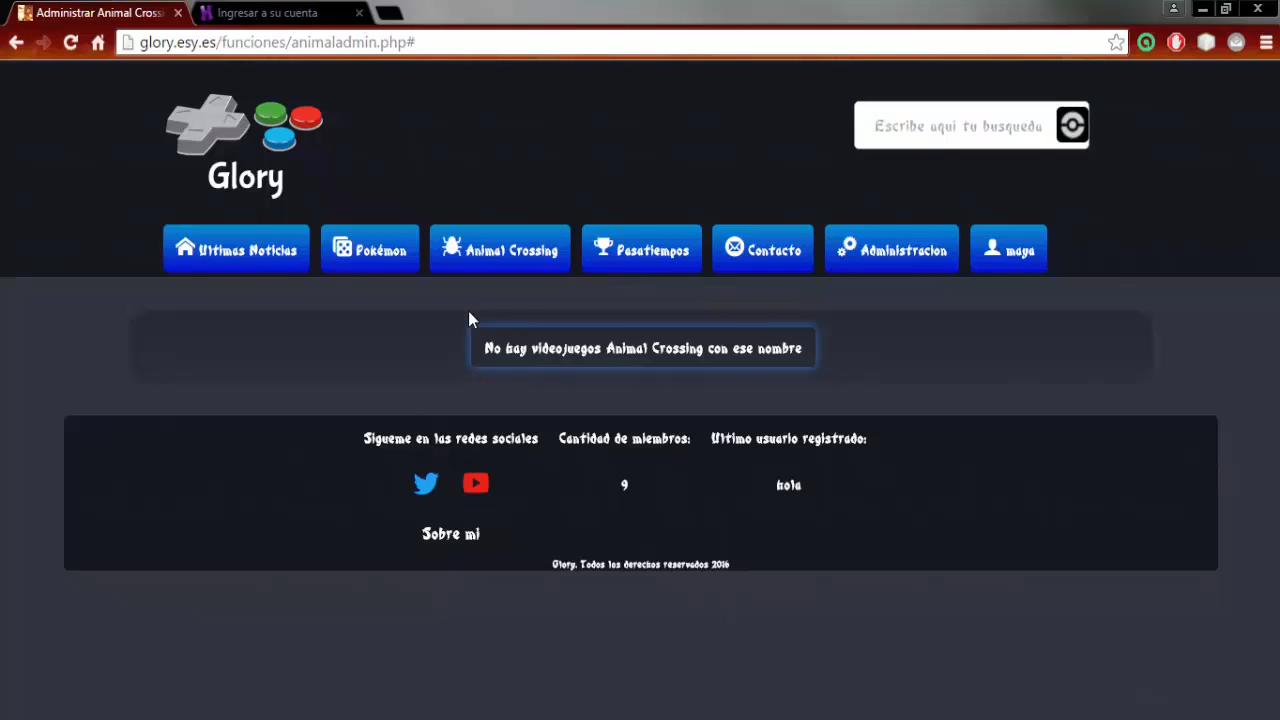 Administrar Animal Cross
Ingresar a su cuenta
glory.esy.es/funciones/animaladmin.php#
Glory
Escribe aqui tu busqueda
Ultimas Noticias
Pokémon
Animal Crossing
Pasatiempos
Contacto
Administracion
maya
No hay videojuegos Animal Crossing con ese nombre
Sigueme en las redes sociales
Cantidad de miembros:
Ultimo usuario registrado:
9
hola
Sobre mi
Glory. Todos los derechos reservados 2016